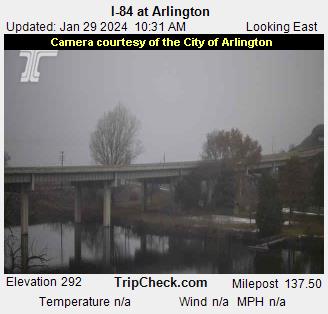 I-84 at Arlington
Updated: Jan 29 2024 10:31 AM Looking East
Camera courtesy of the City of Arlington
Elevation 292 TripCheck.com Milepost 137.50
Temperature n/a Wind n/a MPH n/a